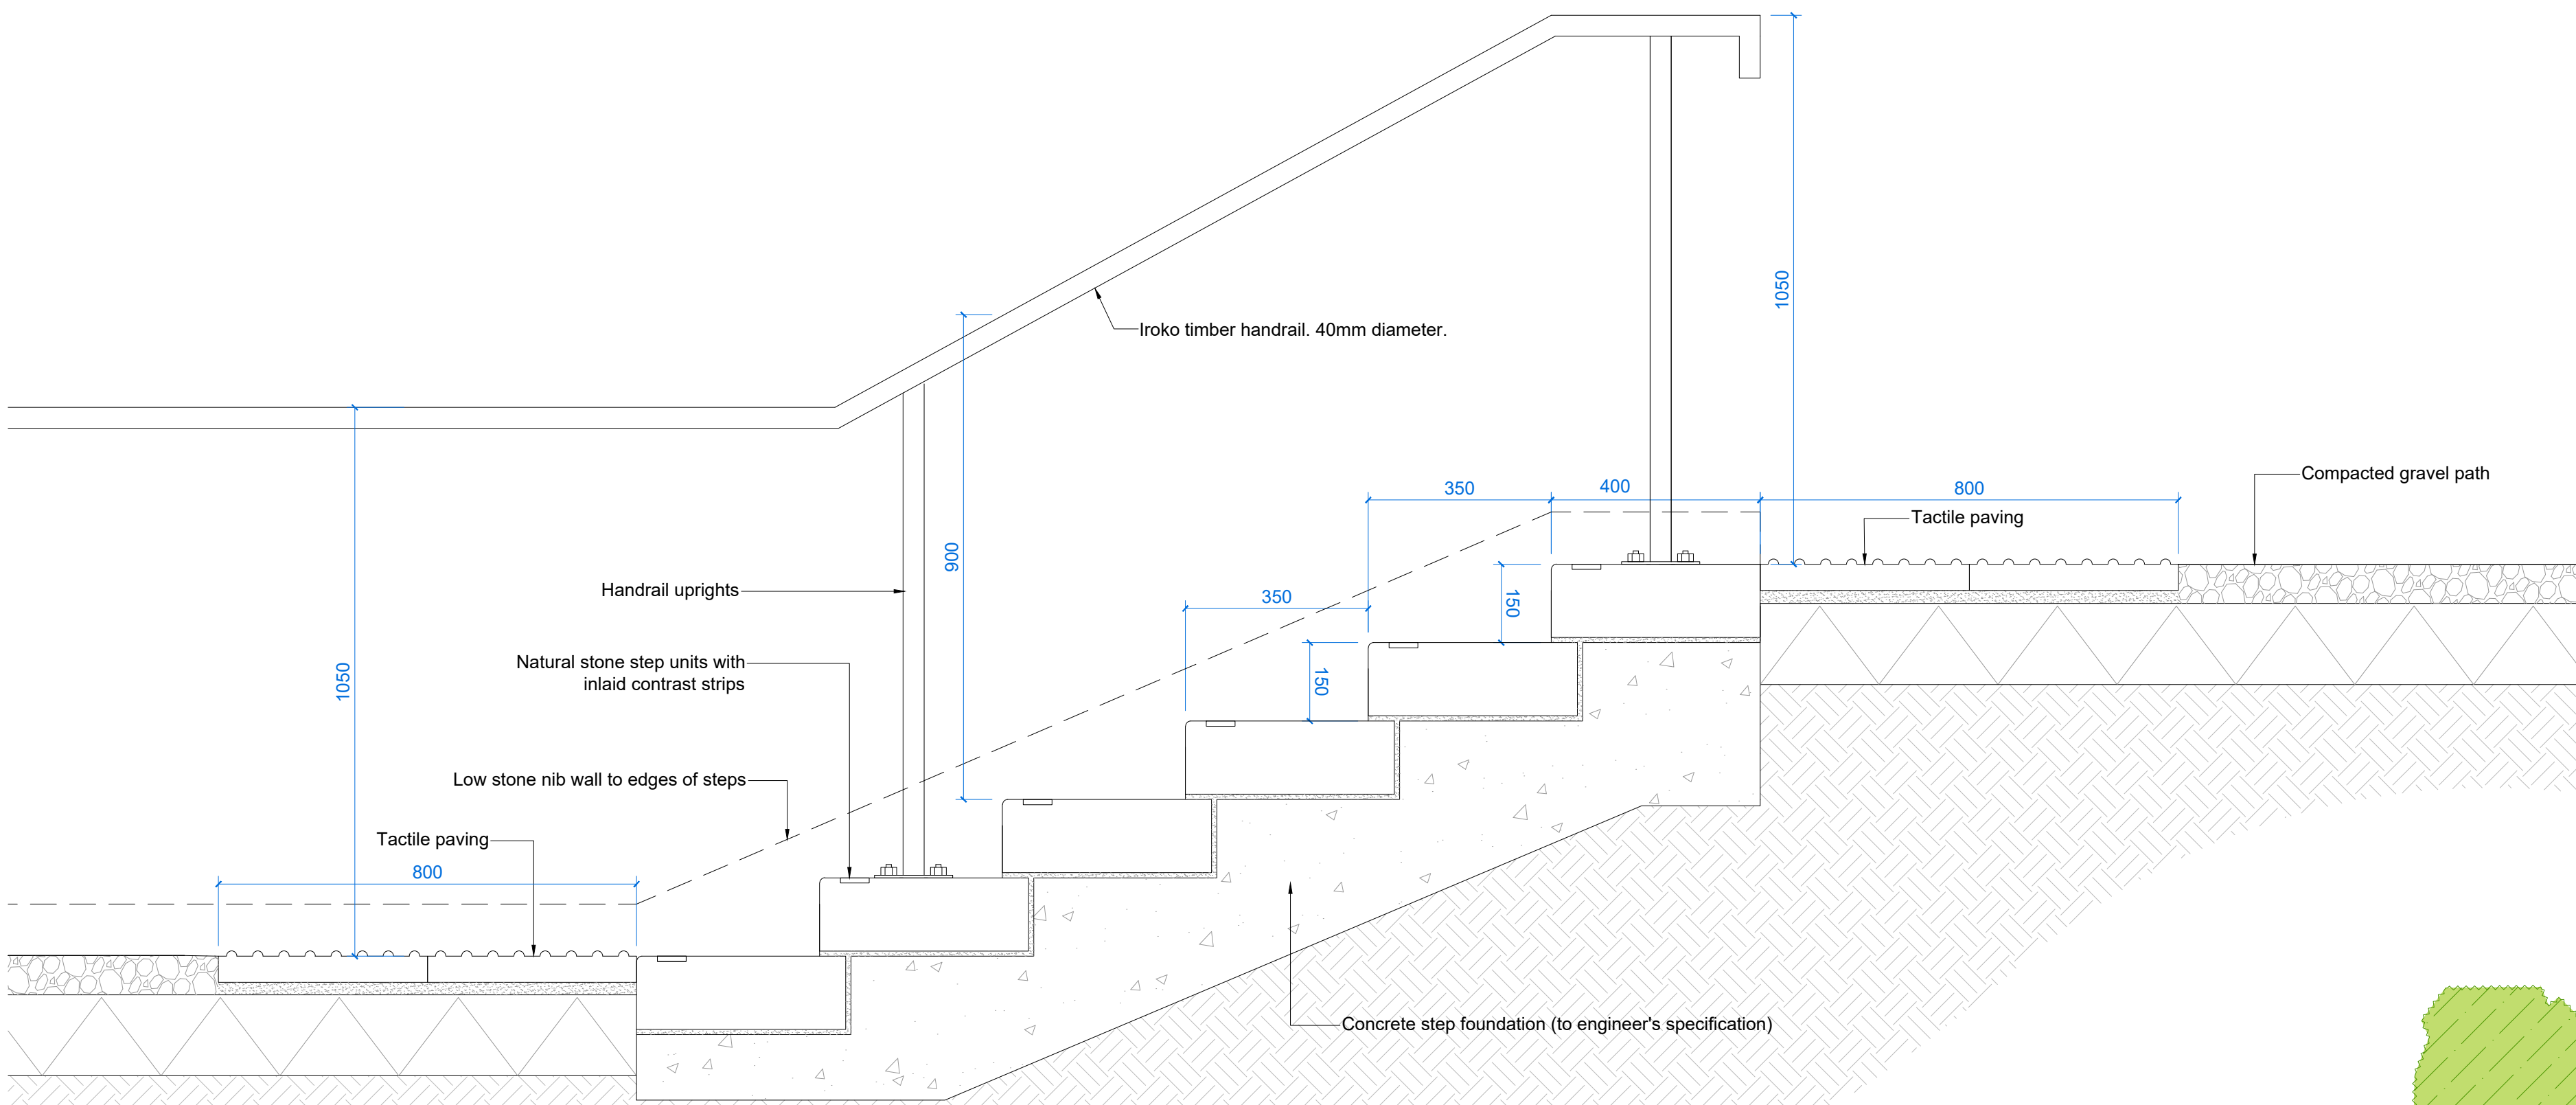 1050
Iroko timber handrail. 40mm diameter.
Compacted gravel path
350
400
800
Tactile paving
900
Handrail uprights
350
150
Natural stone step units with
inlaid contrast strips
1050
150
Low stone nib wall to edges of steps
Tactile paving
800
Concrete step foundation (to engineer's specification)